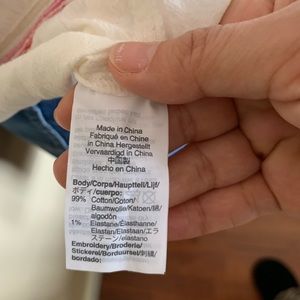 Made in China
Fabriqué en Chine
in China Hergestellt
Vervaardigd in China
中国製
Hecho en China
Body/Corps/Hauptteil/Lijf/
ボディ/cuerpo:
99% Cotton/Coton/
Baumwolle/Katoen/綿/
algodón
1% Elastane/Élasthanne/
Elastan/Elastaan/エラ
ステーン/elastano
Embroidery/Broderie/
Stickerei/Borduursel/刺繍/
bordado: